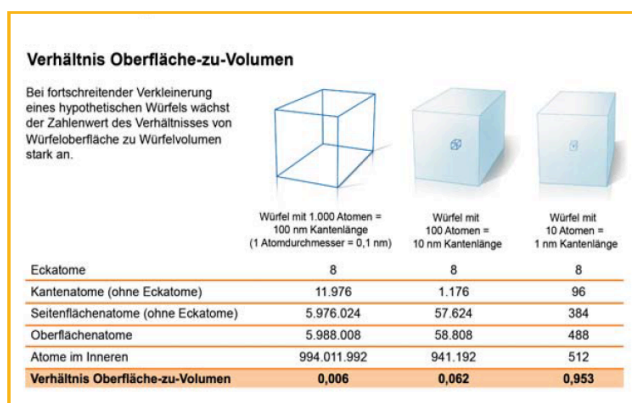 Verhältnis Oberfläche-zu-Volumen
Bei fortschreitender Verkleinerung
eines hypothetischen Würfels wächst
der Zahlenwert des Verhältnisses von
Würfeloberfläche zu Würfelvolumen
stark an.
Würfel mit 1.000 Atomen =
100 nm Kantenlänge
(1 Atomdurchmesser = 0,1 nm)
Würfel mit
100 Atomen =
10 nm Kantenlänge
Würfel mit
10 Atomen =
1 nm Kantenlänge
Eckatome 8 8 8
Kantenatome (ohne Eckatome) 11.976 1.176 96
Seitenflächenatome (ohne Eckatome) 5.976.024 57.624 384
Oberflächenatome 5.988.008 58.808 488
Atome im Inneren 994.011.992 941.192 512
Verhältnis Oberfläche-zu-Volumen 0,006 0,062 0,953